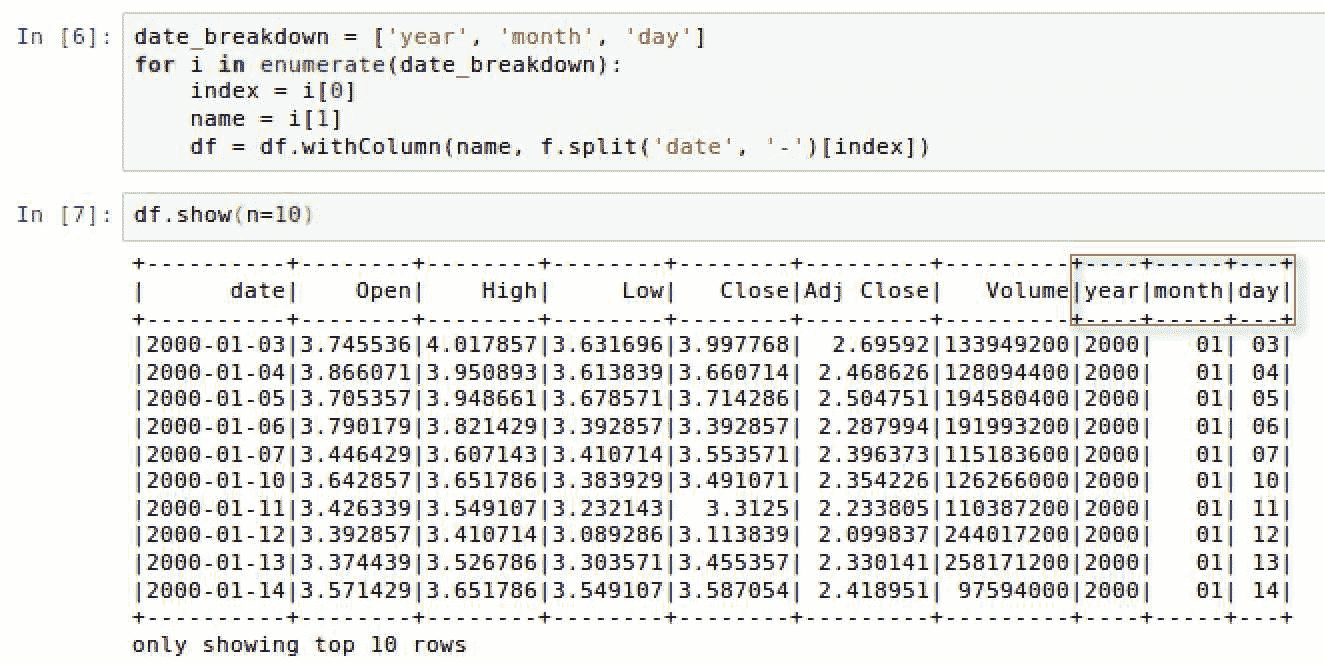 In [6]: date_breakdown = ['year', 'month', 'day']
for i in enumerate(date_breakdown):
    index = i[0]
    name = i[1]
    df = df.withColumn(name, f.split('date', '-')[index])
In [7]: df.show(n=10)
+----------+--------+--------+--------+--------+---------+---------+----+-----+---+
|      date|    Open|    High|     Low|   Close|Adj Close|   Volume|year|month|day|
+----------+--------+--------+--------+--------+---------+---------+----+-----+---+
|2000-01-03|3.745536|4.017857|3.631696|3.997768|  2.69592|133949200|2000|   01| 03|
|2000-01-04|3.866071|3.950893|3.613839|3.660714| 2.468626|128094400|2000|   01| 04|
|2000-01-05|3.705357|3.948661|3.678571|3.714286| 2.504751|194580400|2000|   01| 05|
|2000-01-06|3.790179|3.821429|3.392857|3.392857| 2.287994|191993200|2000|   01| 06|
|2000-01-07|3.446429|3.607143|3.410714|3.553571| 2.396373|115183600|2000|   01| 07|
|2000-01-10|3.642857|3.651786|3.383929|3.491071| 2.354226|126266000|2000|   01| 10|
|2000-01-11|3.426339|3.549107|3.232143|  3.3125| 2.233805|110387200|2000|   01| 11|
|2000-01-12|3.392857|3.410714|3.089286|3.113839| 2.099837|244017200|2000|   01| 12|
|2000-01-13|3.374439|3.526786|3.303571|3.455357| 2.330141|258171200|2000|   01| 13|
|2000-01-14|3.571429|3.651786|3.549107|3.587054| 2.418951| 97594000|2000|   01| 14|
+----------+--------+--------+--------+--------+---------+---------+----+-----+---+
only showing top 10 rows